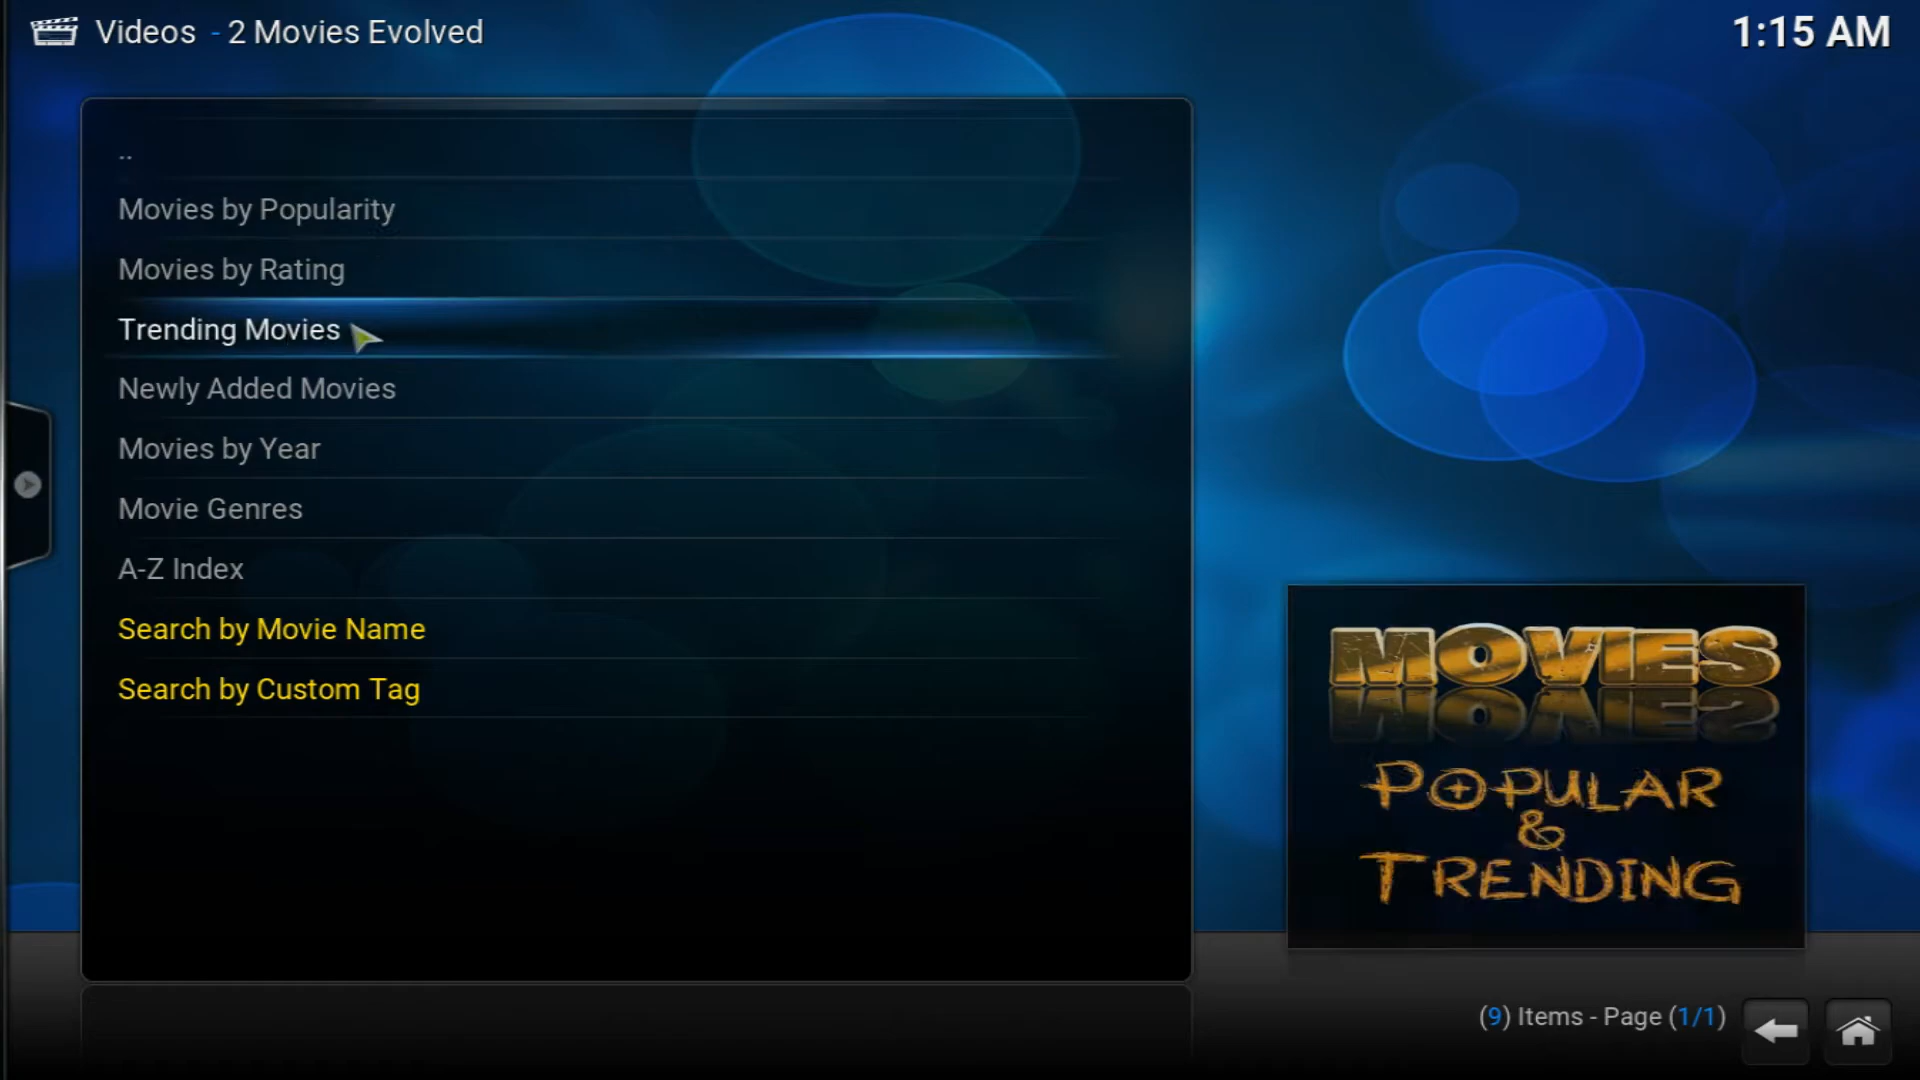 Videos - 2 Movies Evolved
1:15 AM
..
Movies by Popularity
Movies by Rating
Trending Movies
Newly Added Movies
Movies by Year
Movie Genres
A-Z Index
Search by Movie Name
Search by Custom Tag
MOVIES
POPULAR
&
TRENDING
(9) Items - Page (1/1)